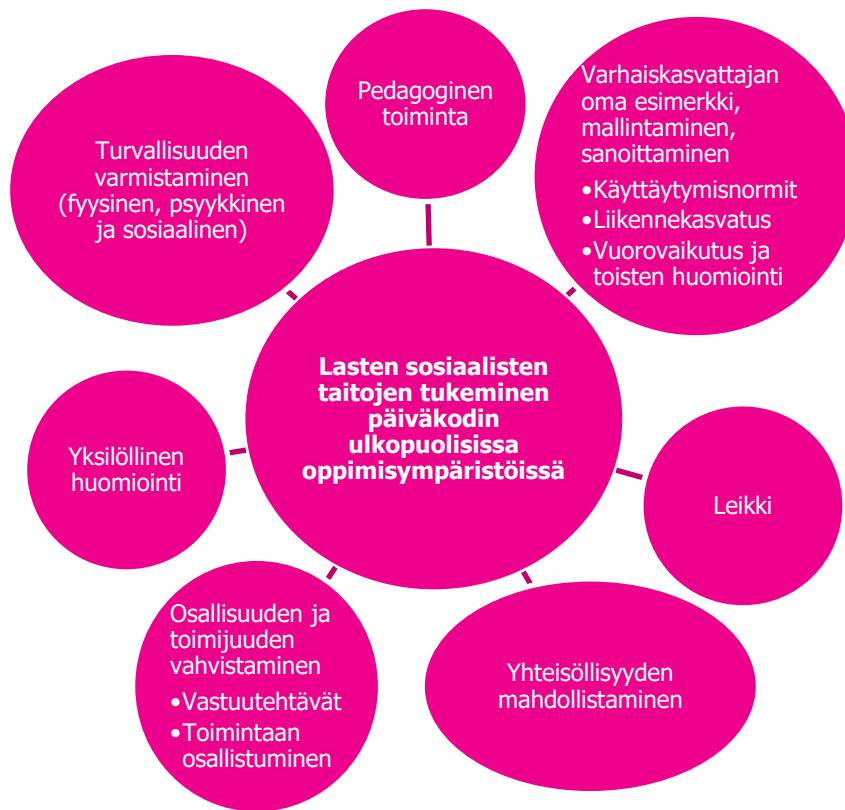 Pedagoginen
toiminta
Varhaiskasvattajan
oma esimerkki,
mallintaminen,
sanoittaminen
•Käyttäytymisnormit
•Liikennekasvatus
•Vuorovaikutus ja
toisten huomiointi
Turvallisuuden
varmistaminen
(fyysinen, psyykkinen
ja sosiaalinen)
Lasten sosiaalisten
taitojen tukeminen
päiväkodin
ulkopuolisissa
oppimisympäristöissä
Yksilöllinen
huomiointi
Leikki
Osallisuuden ja
toimijuuden
vahvistaminen
•Vastuutehtävät
•Toimintaan
osallistuminen
Yhteisöllisyyden
mahdollistaminen